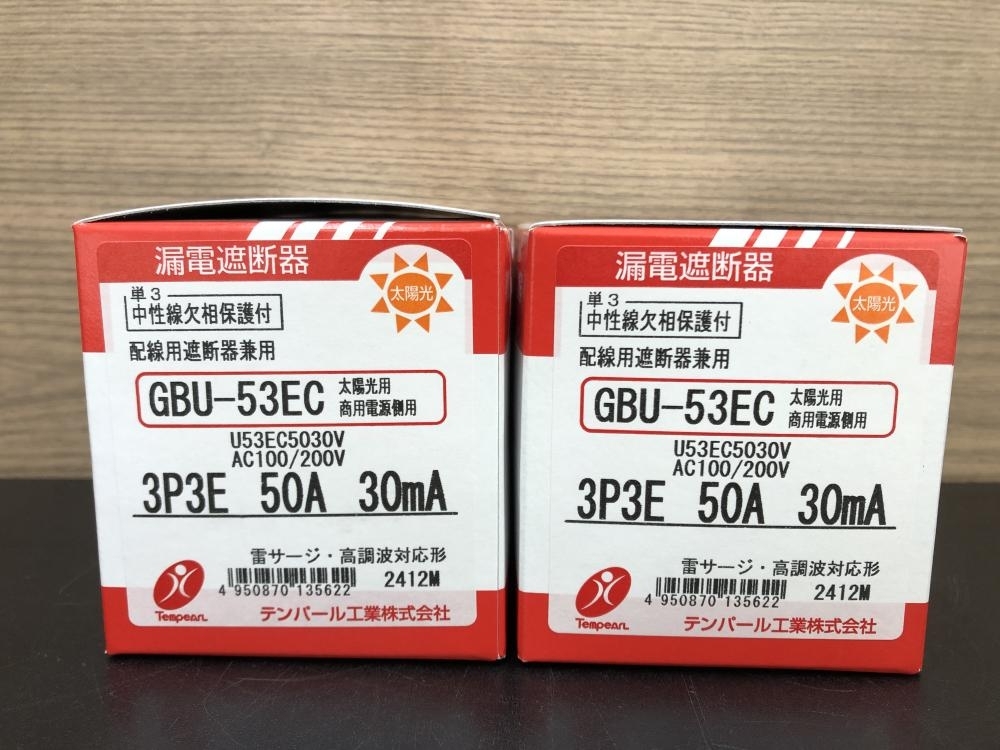 漏電遮断器
太陽光
単3
中性線欠相保護付
配線用遮断器兼用
GBU-53EC 太陽光用
商用電源側用
U53EC5030V
AC100/200V
3P3E 50A 30mA
雷サージ・高調波対応形
4 950870 135622 2412M
Tempearl テンパール工業株式会社
漏電遮断器
太陽光
単3
中性線欠相保護付
配線用遮断器兼用
GBU-53EC 太陽光用
商用電源側用
U53EC5030V
AC100/200V
3P3E 50A 30mA
雷サージ・高調波対応形
4 950870 135622 2412M
Tempearl テンパール工業株式会社